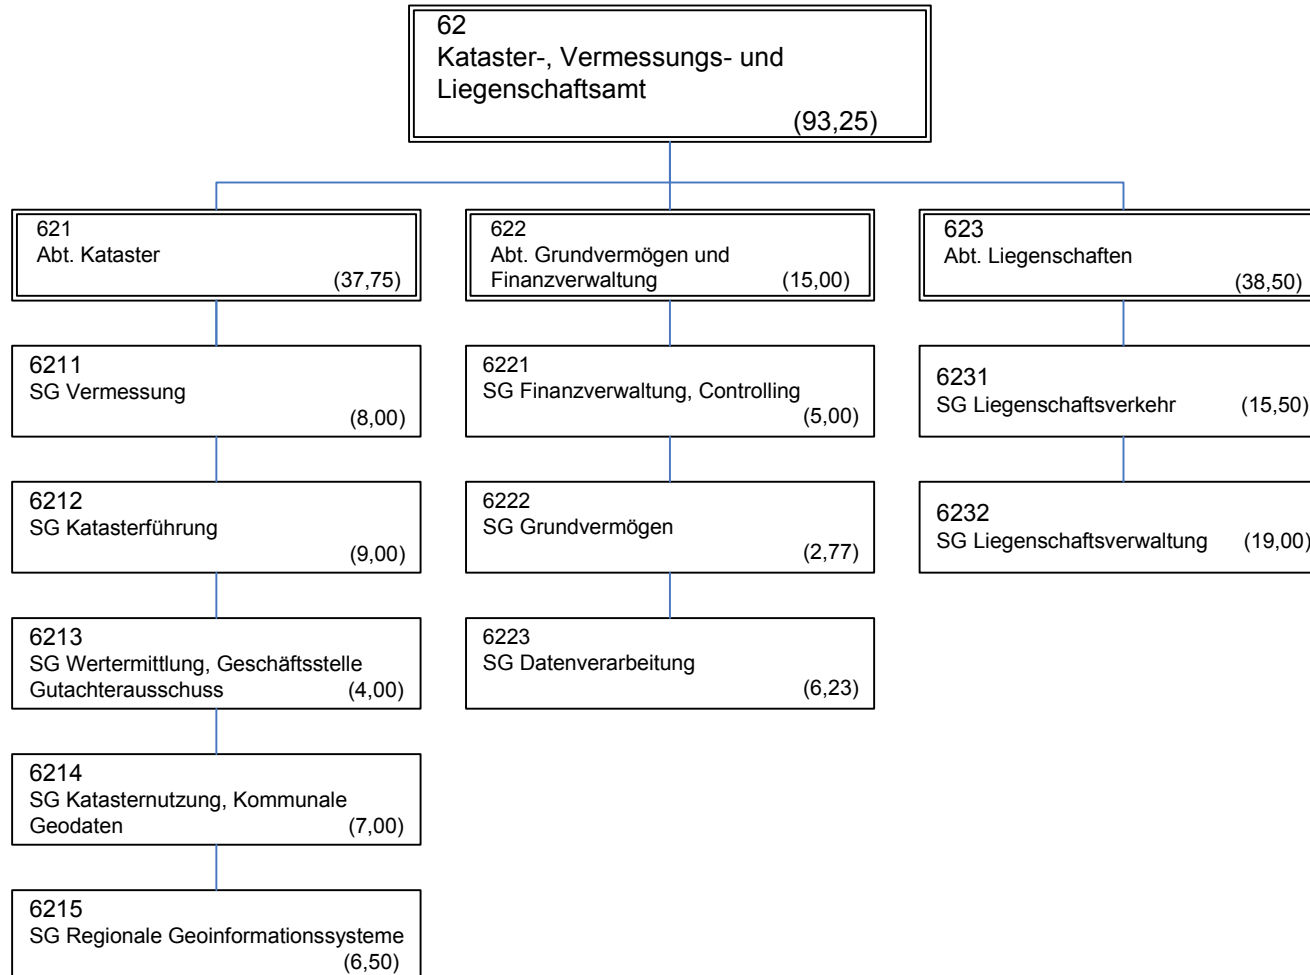 62
Kataster-, Vermessungs- und
Liegenschaftsamt
(93,25)
621
Abt. Kataster
(37,75)
622
Abt. Grundvermögen und
Finanzverwaltung (15,00)
623
Abt. Liegenschaften
(38,50)
6211
SG Vermessung
(8,00)
6221
SG Finanzverwaltung, Controlling
(5,00)
6231
SG Liegenschaftsverkehr (15,50)
6212
SG Katasterführung
(9,00)
6222
SG Grundvermögen
(2,77)
6232
SG Liegenschaftsverwaltung (19,00)
6213
SG Wertermittlung, Geschäftsstelle
Gutachterausschuss (4,00)
6223
SG Datenverarbeitung
(6,23)
6214
SG Katasternutzung, Kommunale
Geodaten (7,00)
6215
SG Regionale Geoinformationssysteme
(6,50)